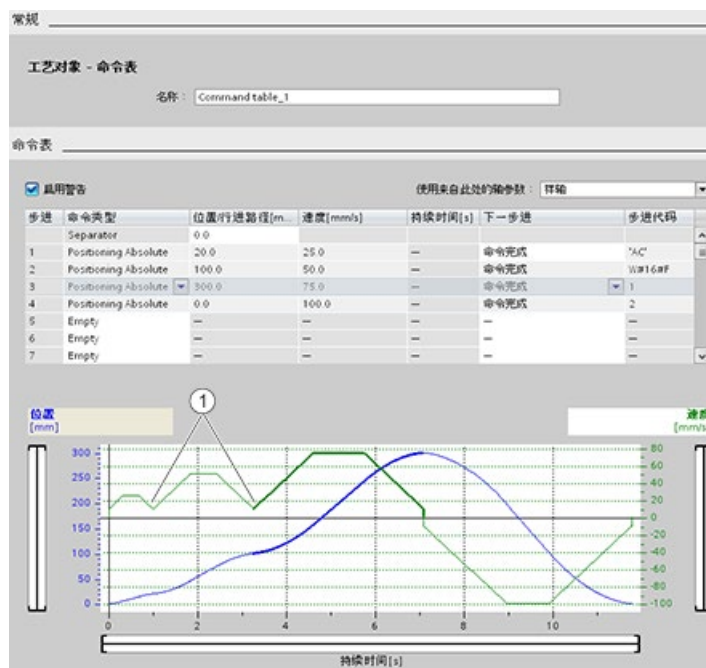 常规
工艺对象 - 命令表
名称： Command table_1
命令表
启用警告 使用来自此处的轴参数： 样轴
步进 命令类型 位置/行进路径[m... 速度[mm/s] 持续时间[s] 下一步进 步进代码
Separator 0.0
1 Positioning Absolute 20.0 25.0 — 命令完成 "AC"
2 Positioning Absolute 100.0 50.0 — 命令完成 W#16#F
3 Positioning Absolute 300.0 75.0 — 命令完成 1
4 Positioning Absolute 0.0 100.0 — 命令完成 2
5 Empty — — — — —
6 Empty — — — — —
7 Empty — — — — —
位置
[mm]
1
速度
[mm/s]
300 80
250 60
200 40
20
150 0
100 -20
-40
50 -60
-80
0 -100
0 2 4 6 8 10
持续时间[s]